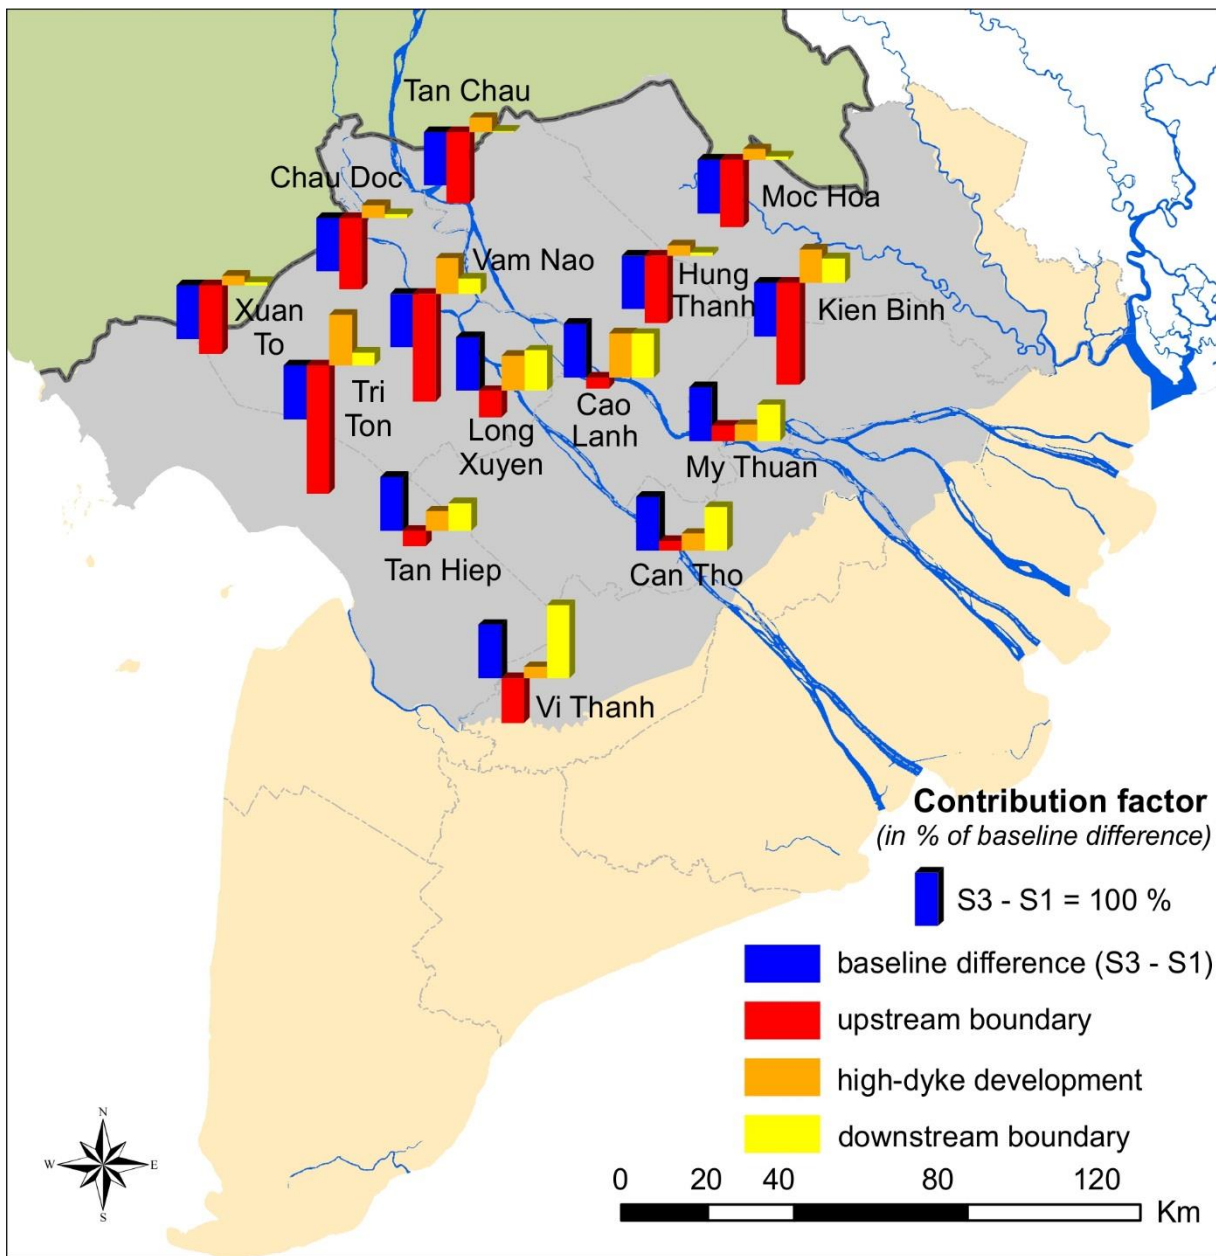 Tan Chau
Chau Doc
Moc Hoa
Vam Nao
Hung
Thanh
Kien Binh
Xuan
To
Tri
Ton
Long
Xuyen
Cao
Lanh
My Thuan
Tan Hiep
Can Tho
Vi Thanh
Contribution factor
(in % of baseline difference)
S3 - S1 = 100 %
baseline difference (S3 - S1)
upstream boundary
high-dyke development
downstream boundary
N
W
E
S
0 20 40 80 120
Km